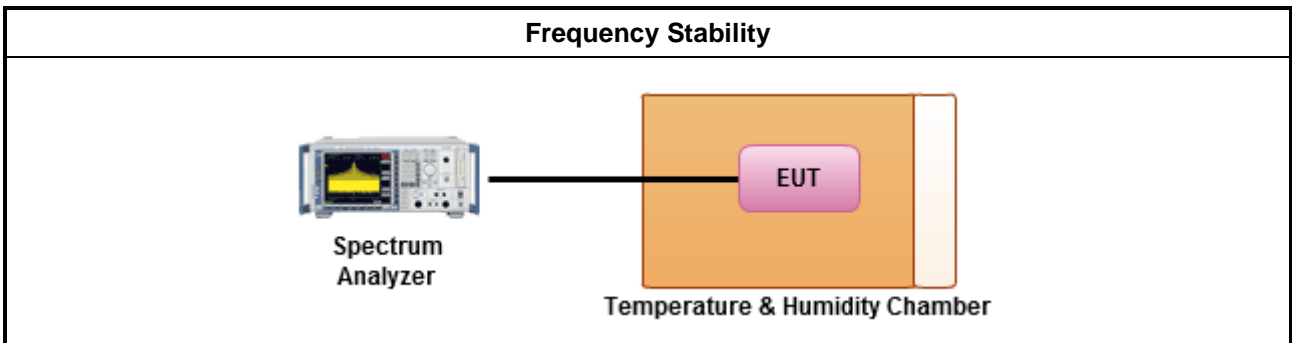 Frequency Stability
EUT
Spectrum
Analyzer
Temperature & Humidity Chamber